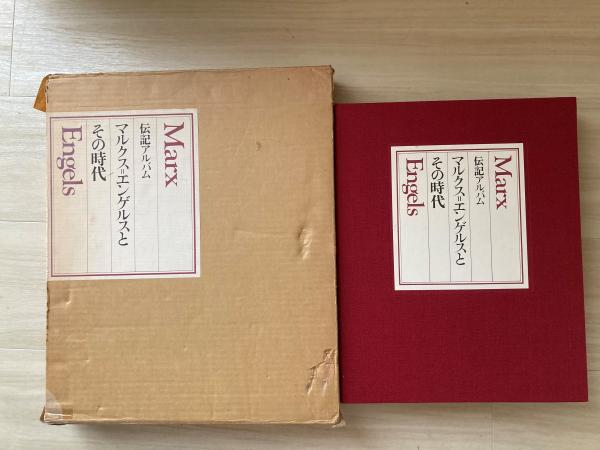 Marx
伝記アルバム
マルクス=エンゲルスと
その時代
Engels
Marx
伝記アルバム
マルクス=エンゲルスと
その時代
Engels